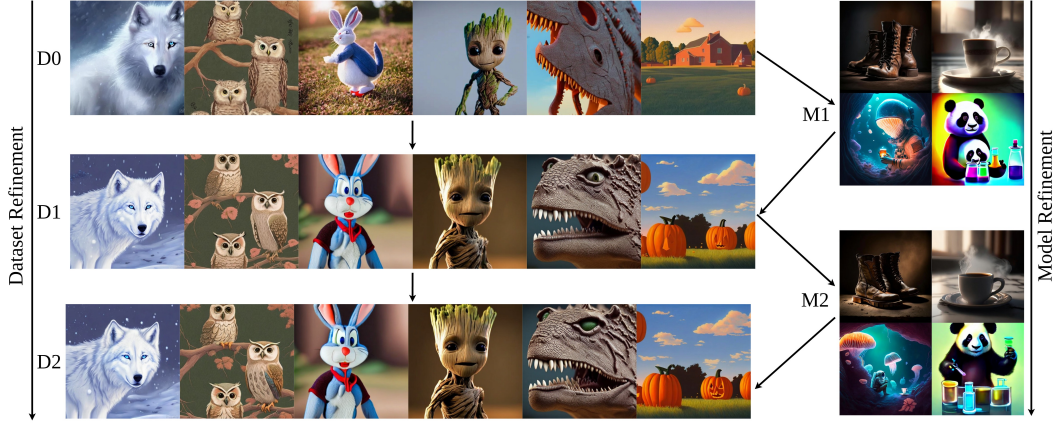 D0
M1
Dataset Refinement
D1
Model Refinement
M2
D2